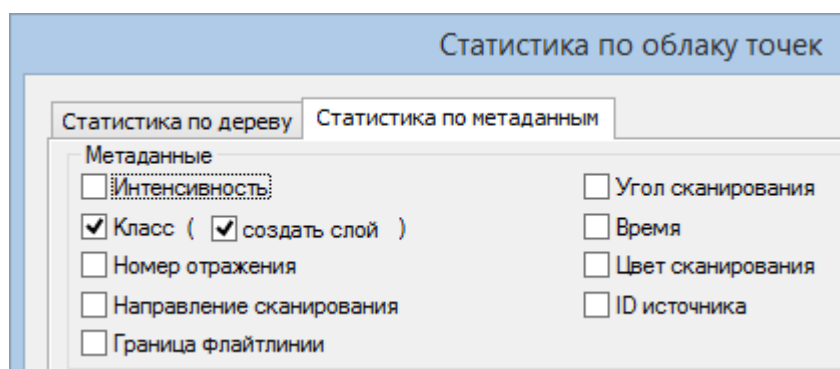 Статистика по облаку точек
Статистика по дереву Статистика по метаданным
Метаданные
Интенсивность Угол сканирования
Класс ( создать слой ) Время
Номер отражения Цвет сканирования
Направление сканирования ID источника
Граница флайтлинии